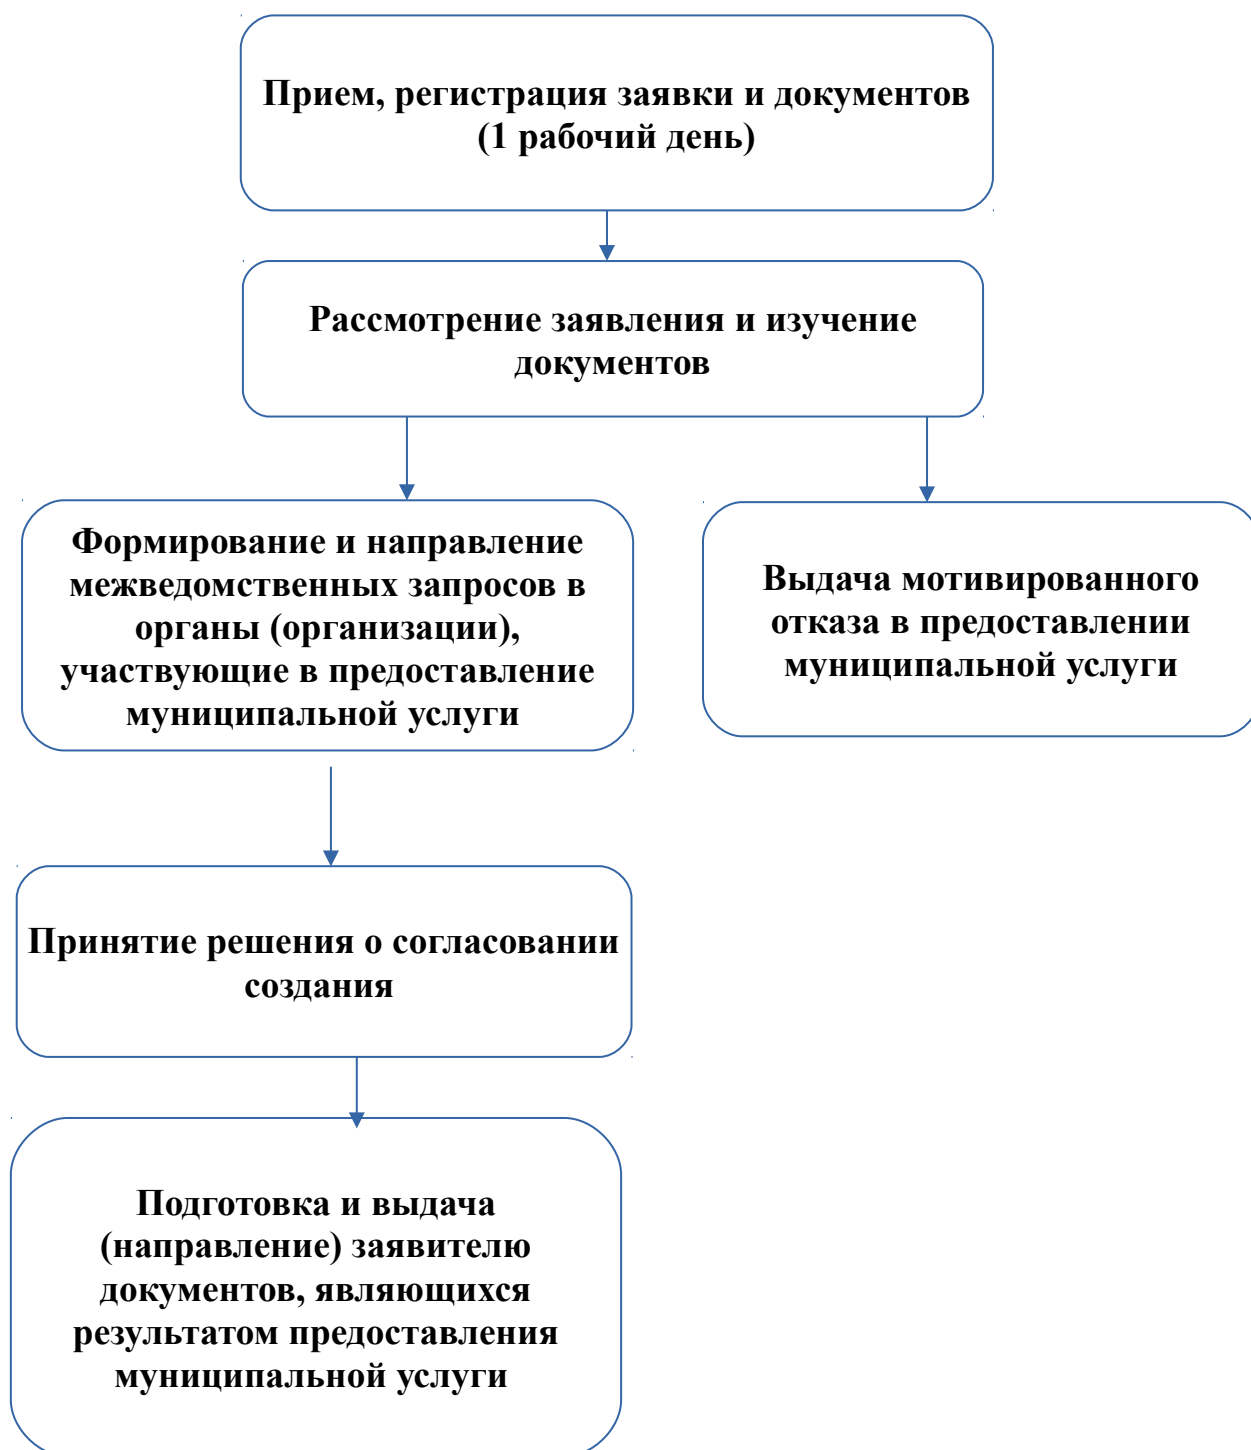 Прием, регистрация заявки и документов
(1 рабочий день)
Рассмотрение заявления и изучение
документов
Формирование и направление
межведомственных запросов в
органы (организации),
участвующие в предоставление
муниципальной услуги
Выдача мотивированного
отказа в предоставлении
муниципальной услуги
Принятие решения о согласовании
создания
Подготовка и выдача
(направление) заявителю
документов, являющихся
результатом предоставления
муниципальной услуги